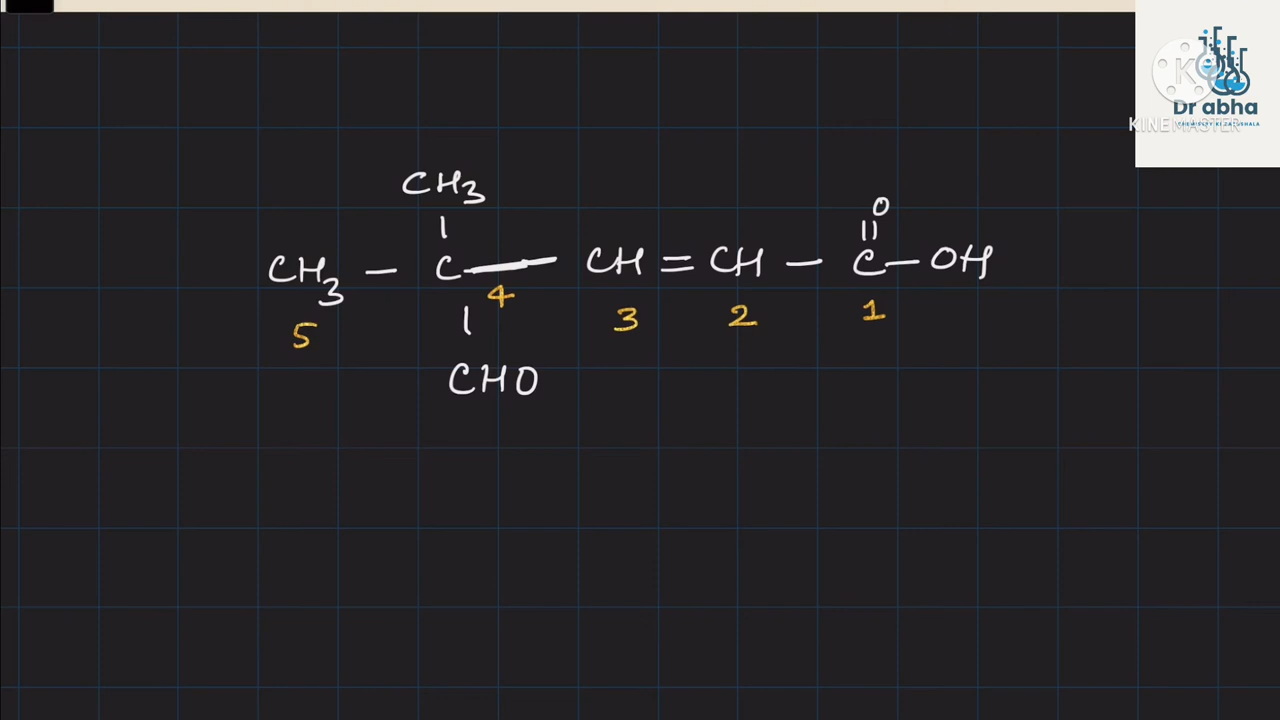 Dr abha
KINEMASTER
CH3
O
||
CH3 — C — CH = CH — C — OH
5 4 3 2 1
CHO